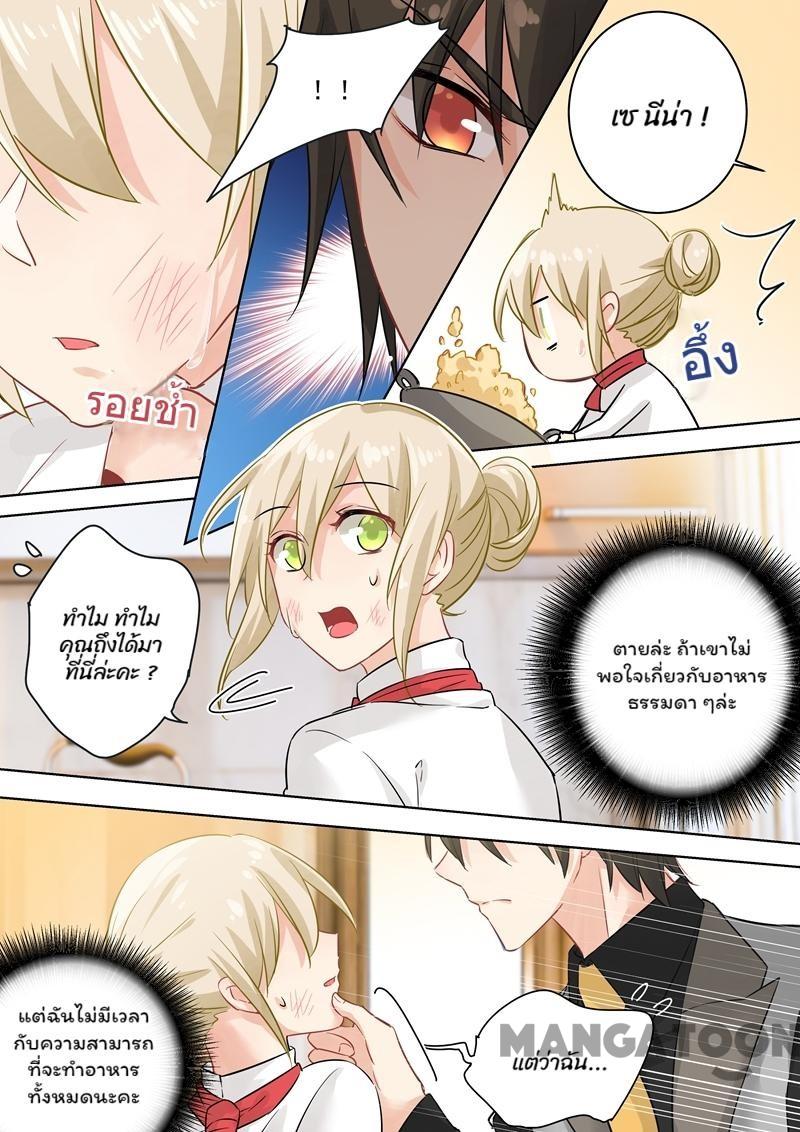 เซ นีน่า !
อึ้ง
! !
รอยช้ำ
ทำไม ทำไม
คุณถึงได้มา
ที่นี่ล่ะคะ ?
ตายล่ะ ถ้าเขาไม่
พอใจเกี่ยวกับอาหาร
ธรรมดา ๆล่ะ
แต่ฉันไม่มีเวลา
กับความสามารถ
ที่จะทำอาหาร
ทั้งหมดนะคะ
แต่ว่าฉัน...
MANGATOON